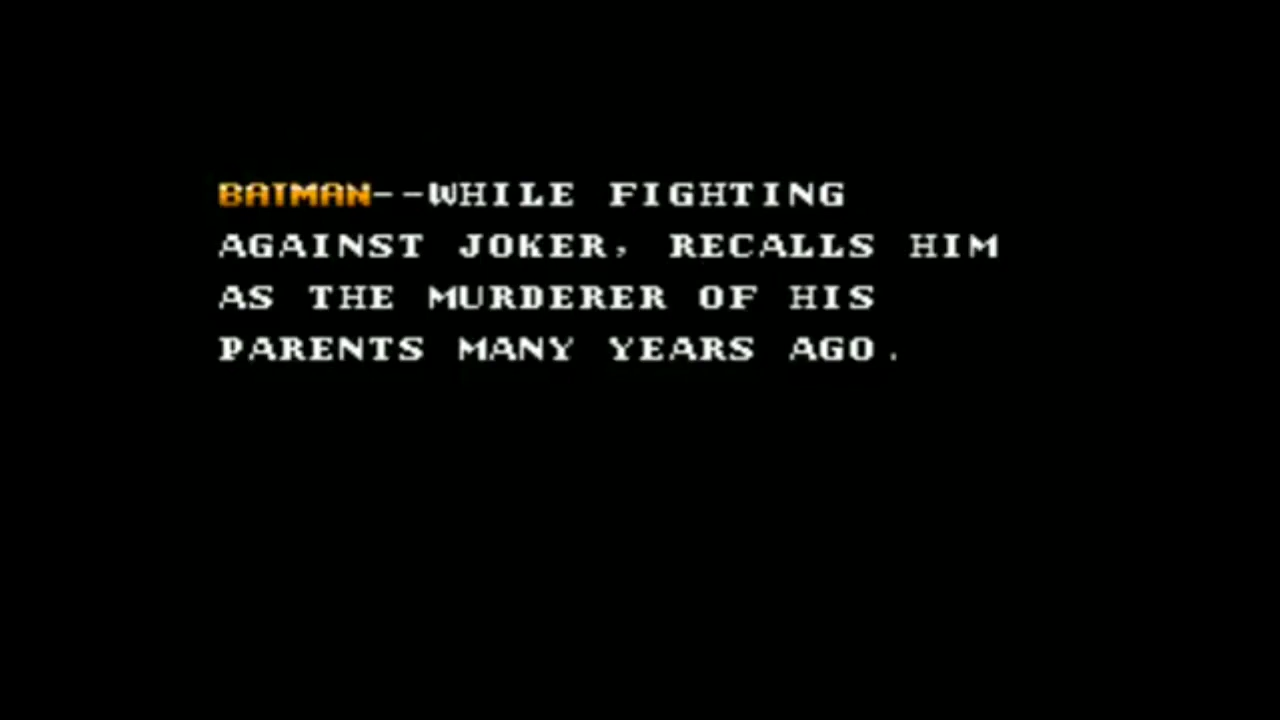 BATMAN--WHILE FIGHTING
AGAINST JOKER, RECALLS HIM
AS THE MURDERER OF HIS
PARENTS MANY YEARS AGO.